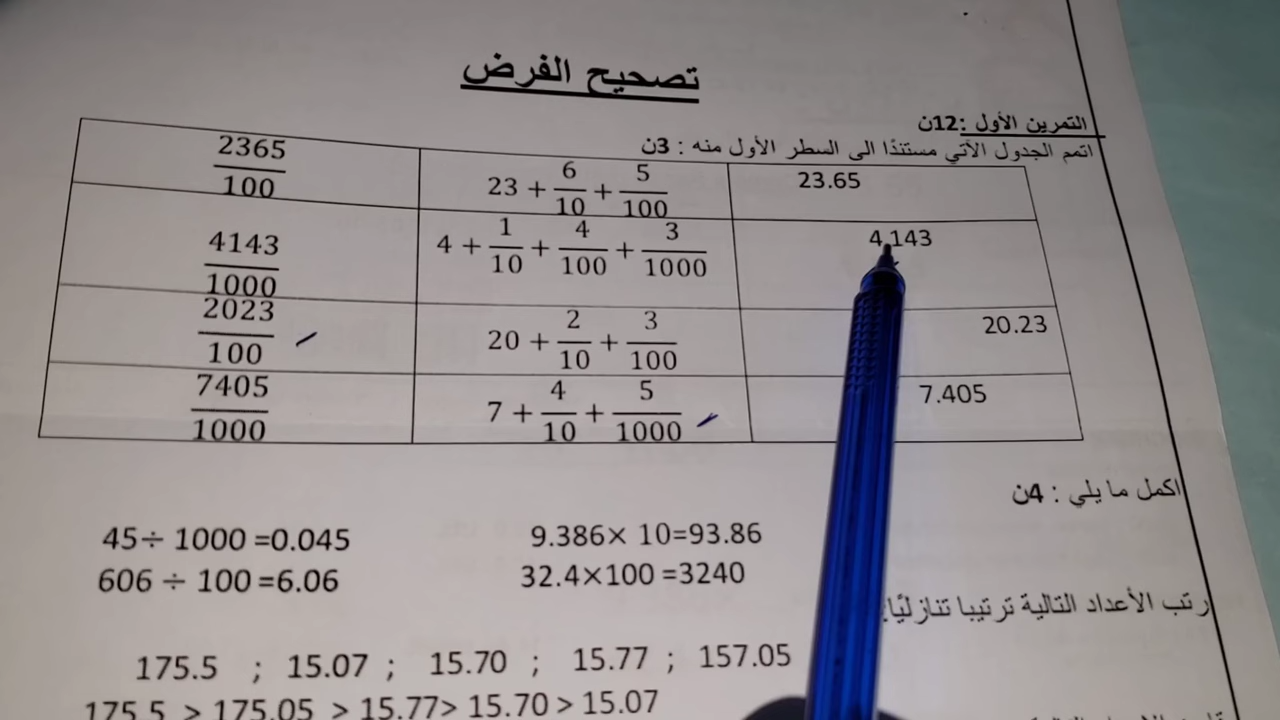 تصحيح الفرض
التمرين الأول :12ن
اتمم الجدول الآتي مستندًا الى السطر الأول منه : 3ن
23.65 | 23 + 6/10 + 5/100 | 2365/100
4.143 | 4 + 1/10 + 4/100 + 3/1000 | 4143/1000
20.23 | 20 + 2/10 + 3/100 | 2023/100
7.405 | 7 + 4/10 + 5/1000 | 7405/1000
اكمل ما يلي : 4ن
45÷ 1000 =0.045 9.386× 10=93.86
606 ÷ 100 =6.06 32.4×100 =3240
رتب الأعداد التالية ترتيبا تنازليًا:
175.5 ; 15.07 ; 15.70 ; 15.77 ; 157.05
175.5 > 175.05 > 15.77> 15.70 > 15.07